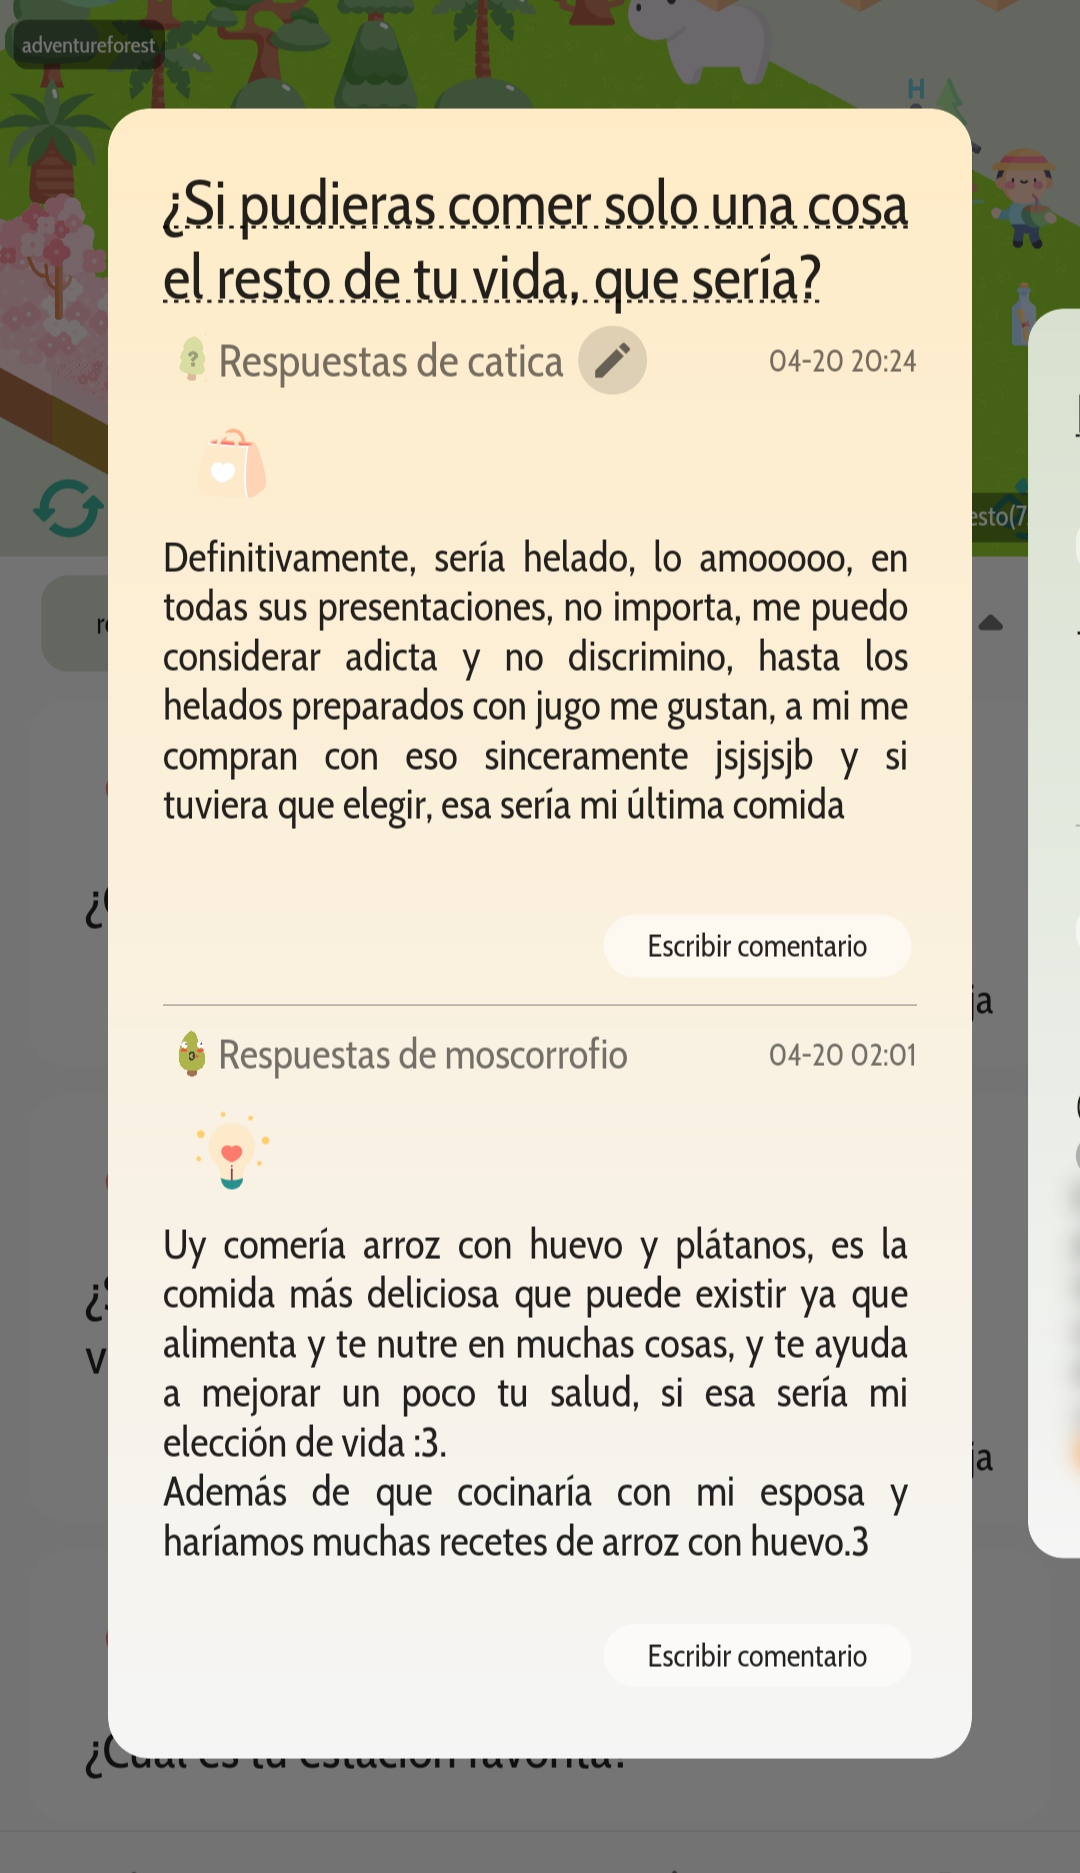 adventureforest
H
¿Si pudieras comer solo una cosa
el resto de tu vida, que sería?
Respuestas de catica
04-20 20:24
Definitivamente, sería helado, lo amooooo, en
todas sus presentaciones, no importa, me puedo
considerar adicta y no discrimino, hasta los
helados preparados con jugo me gustan, a mi me
compran con eso sinceramente jsjsjsjb y si
tuviera que elegir, esa sería mi última comida
Escribir comentario
Respuestas de moscorrofio
04-20 02:01
Uy comería arroz con huevo y plátanos, es la
comida más deliciosa que puede existir ya que
alimenta y te nutre en muchas cosas, y te ayuda
a mejorar un poco tu salud, si esa sería mi
elección de vida :3.
Además de que cocinaría con mi esposa y
haríamos muchas recetes de arroz con huevo.3
Escribir comentario
¿Cuál es tu estación favorita?